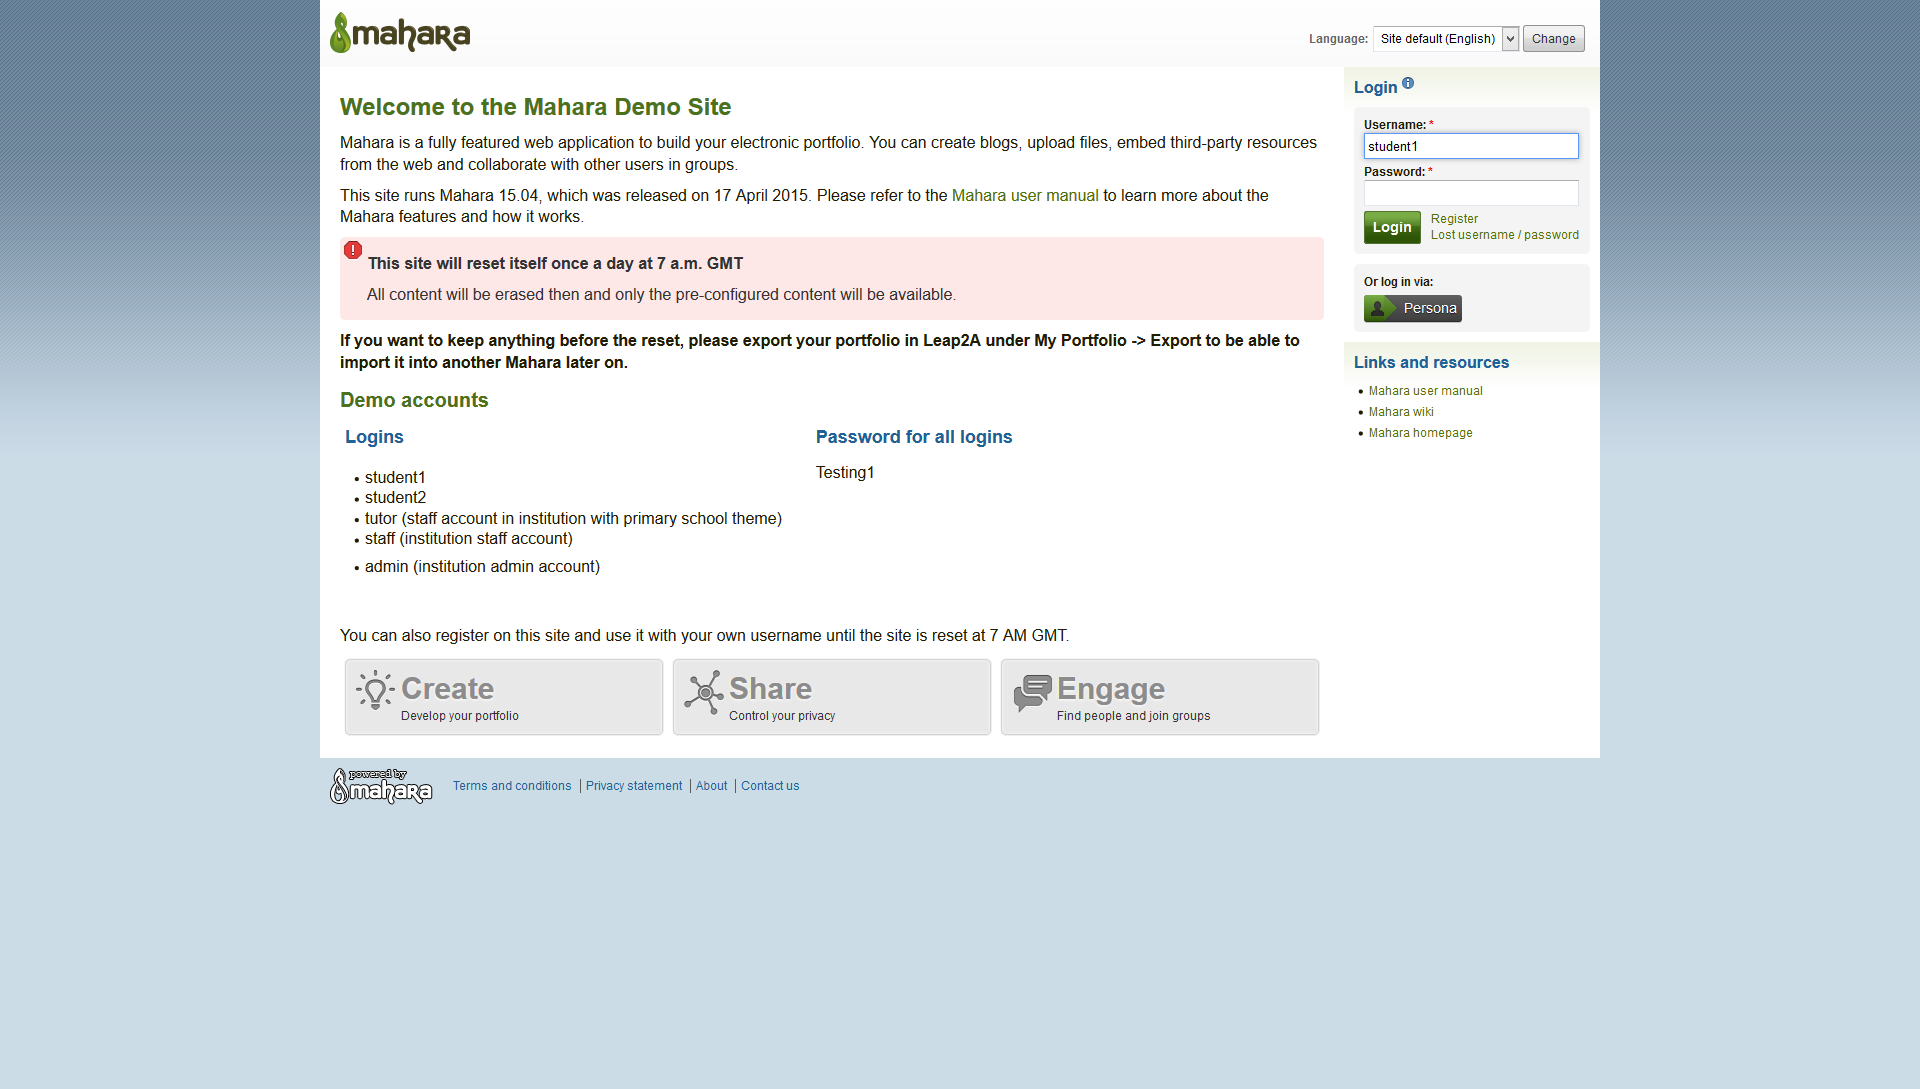 mahara
Language: Site default (English) Change
Welcome to the Mahara Demo Site
Mahara is a fully featured web application to build your electronic portfolio. You can create blogs, upload files, embed third-party resources
from the web and collaborate with other users in groups.
This site runs Mahara 15.04, which was released on 17 April 2015. Please refer to the Mahara user manual to learn more about the
Mahara features and how it works.
This site will reset itself once a day at 7 a.m. GMT
All content will be erased then and only the pre-configured content will be available.
If you want to keep anything before the reset, please export your portfolio in Leap2A under My Portfolio -> Export to be able to
import it into another Mahara later on.
Demo accounts
Logins
• student1
• student2
• tutor (staff account in institution with primary school theme)
• staff (institution staff account)
• admin (institution admin account)
Password for all logins
Testing1
You can also register on this site and use it with your own username until the site is reset at 7 AM GMT.
Create
Develop your portfolio
Share
Control your privacy
Engage
Find people and join groups
Login
Username: *
student1
Password: *
Login
Register
Lost username / password
Or log in via:
Persona
Links and resources
• Mahara user manual
• Mahara wiki
• Mahara homepage
powered by
mahara
Terms and conditions | Privacy statement | About | Contact us